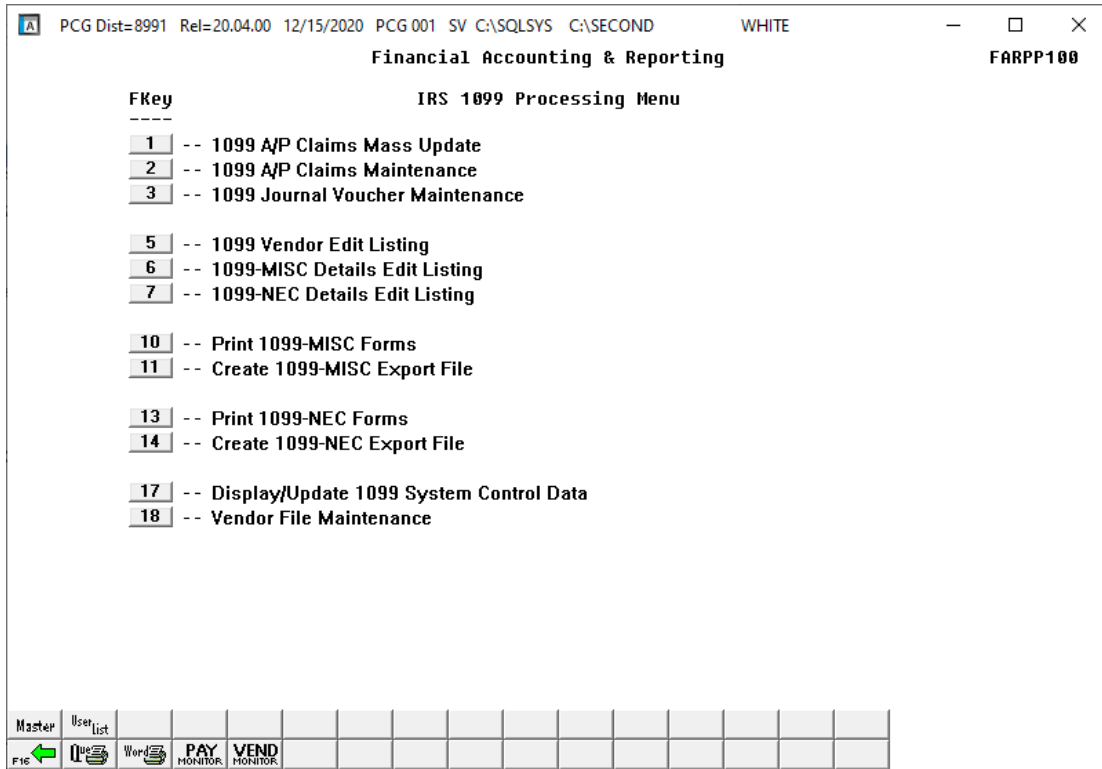 A PCG Dist=8991 Rel=20.04.00 12/15/2020 PCG 001 SV C:\SQLSYS C:\SECOND WHITE
Financial Accounting & Reporting FARPP100
FKey IRS 1099 Processing Menu
----
1 -- 1099 A/P Claims Mass Update
2 -- 1099 A/P Claims Maintenance
3 -- 1099 Journal Voucher Maintenance
5 -- 1099 Vendor Edit Listing
6 -- 1099-MISC Details Edit Listing
7 -- 1099-NEC Details Edit Listing
10 -- Print 1099-MISC Forms
11 -- Create 1099-MISC Export File
13 -- Print 1099-NEC Forms
14 -- Create 1099-NEC Export File
17 -- Display/Update 1099 System Control Data
18 -- Vendor File Maintenance
Master User List
F16 Que Word PAY MONITOR VEND MONITOR